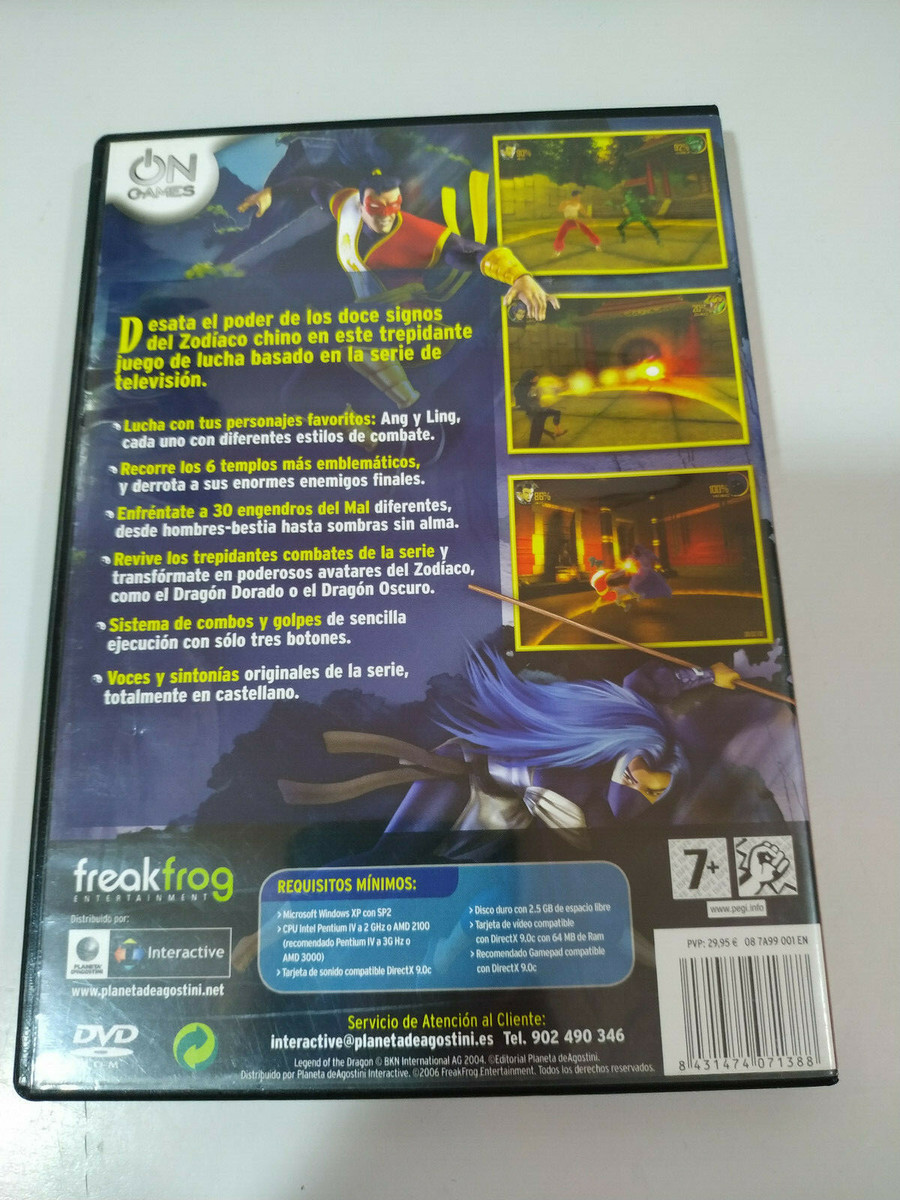 ON
GAMES
Desata el poder de los doce signos
del Zodíaco chino en este trepidante
juego de lucha basado en la serie de
televisión.
Lucha con tus personajes favoritos: Ang y Ling,
cada uno con diferentes estilos de combate.
Recorre los 6 templos más emblemáticos,
y derrota a sus enormes enemigos finales.
Enfréntate a 30 engendros del Mal diferentes,
desde hombres-bestia hasta sombras sin alma.
Revive los trepidantes combates de la serie y
transfórmate en poderosos avatares del Zodíaco,
como el Dragón Dorado o el Dragón Oscuro.
Sistema de combos y golpes de sencilla
ejecución con sólo tres botones.
Voces y sintonías originales de la serie,
totalmente en castellano.
86%
100%
freakfrog
ENTERTAINMENT
Distribuido por:
PLANETA
DeAGOSTINI
Interactive
www.planetadeagostini.net
REQUISITOS MÍNIMOS:
> Microsoft Windows XP con SP2
> CPU Intel Pentium IV a 2 GHz o AMD 2100
(recomendado Pentium IV a 3G Hz o
AMD 3000)
> Tarjeta de sonido compatible DirectX 9.0c
> Disco duro con 2.5 GB de espacio libre
> Tarjeta de vídeo compatible
con DirectX 9.0c con 64 MB de Ram
> Recomendado Gamepad compatible
con DirectX 9.0c
7+
www.pegi.info
PVP: 29,95 € 08 7A99 001 EN
8 431474 071388
DVD
ROM
Servicio de Atención al Cliente:
interactive@planetadeagostini.es Tel. 902 490 346
Legend of the Dragon © BKN International AG 2004. ©Editorial Planeta deAgostini.
Distribuido por Planeta deAgostini Interactive. ©2006 FreakFrog Entertainment. Todos los derechos reservados.